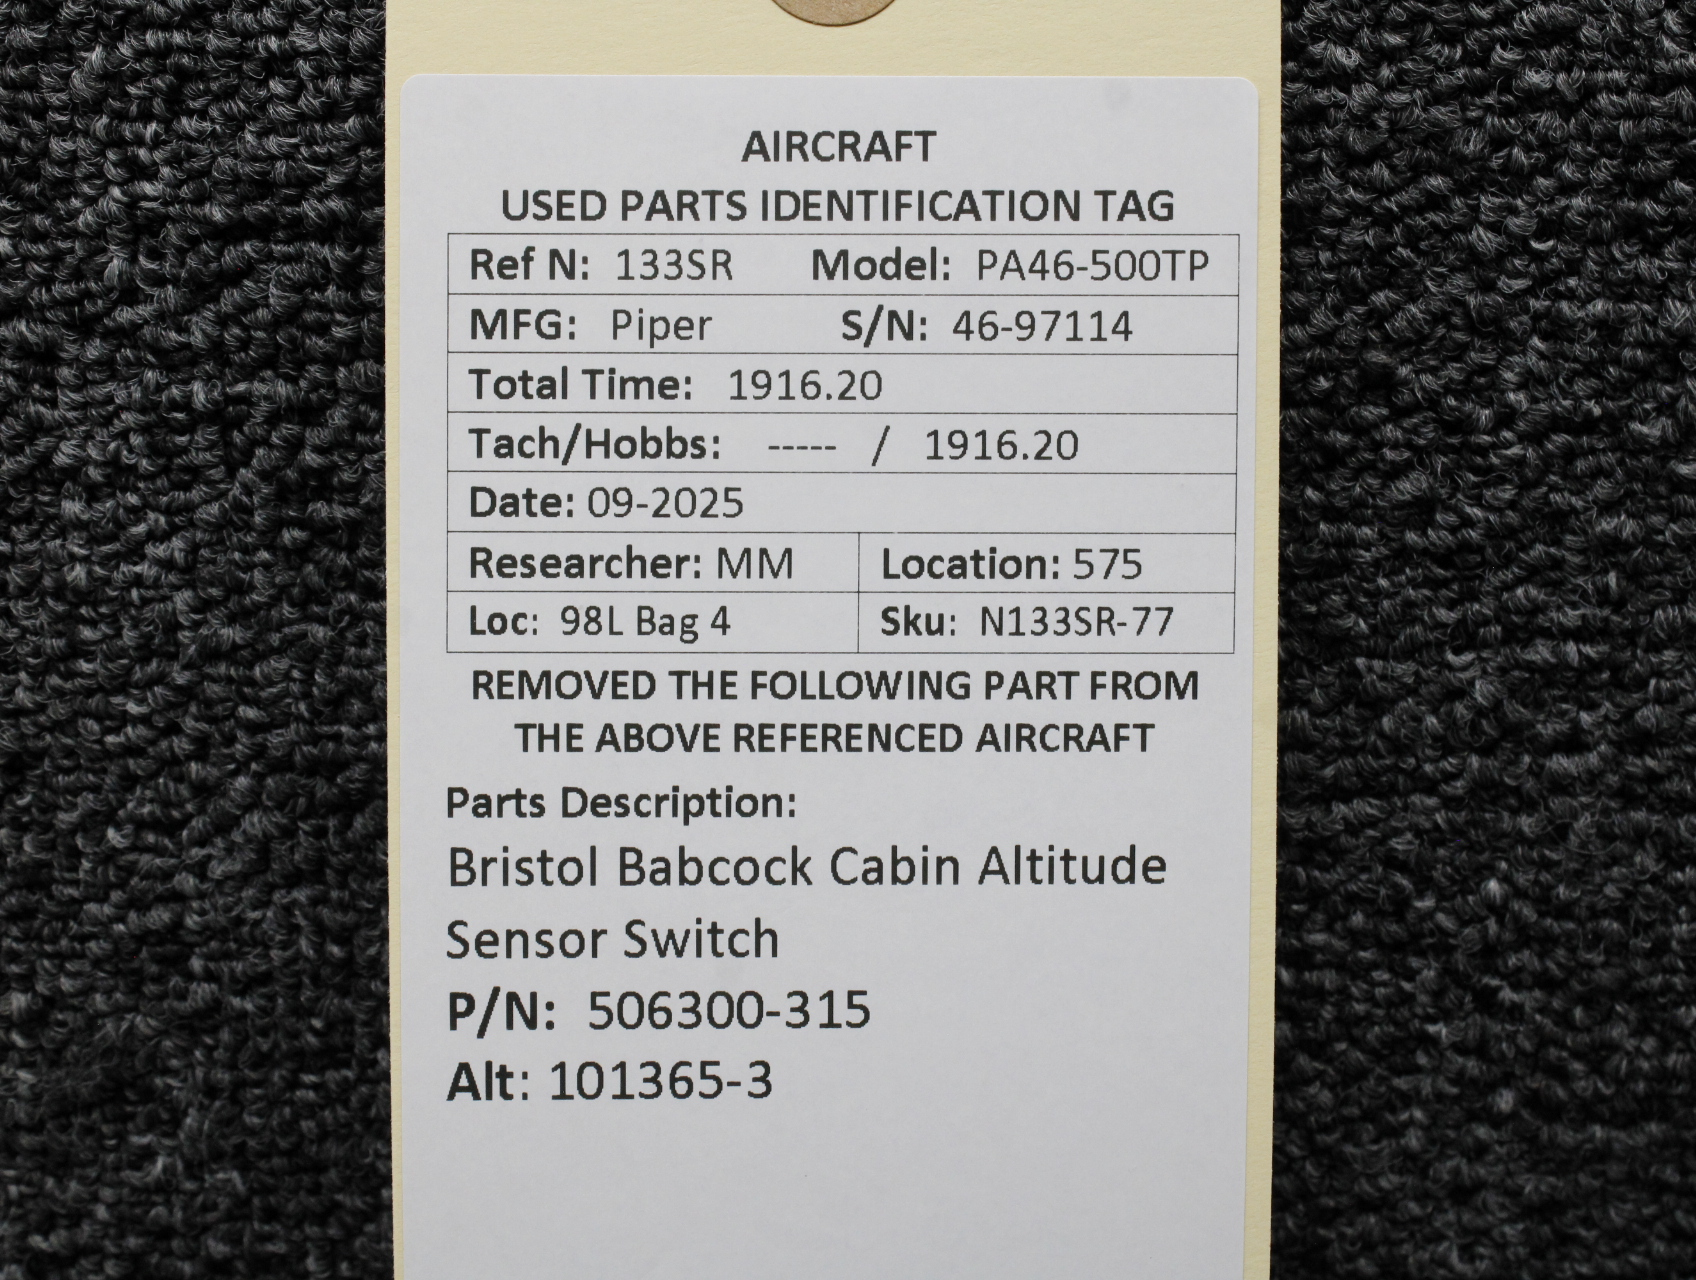 AIRCRAFT
USED PARTS IDENTIFICATION TAG
Ref N: 133SR Model: PA46-500TP
MFG: Piper S/N: 46-97114
Total Time: 1916.20
Tach/Hobbs: ----- / 1916.20
Date: 09-2025
Researcher: MM Location: 575
Loc: 98L Bag 4 Sku: N133SR-77
REMOVED THE FOLLOWING PART FROM
THE ABOVE REFERENCED AIRCRAFT
Parts Description:
Bristol Babcock Cabin Altitude
Sensor Switch
P/N: 506300-315
Alt: 101365-3